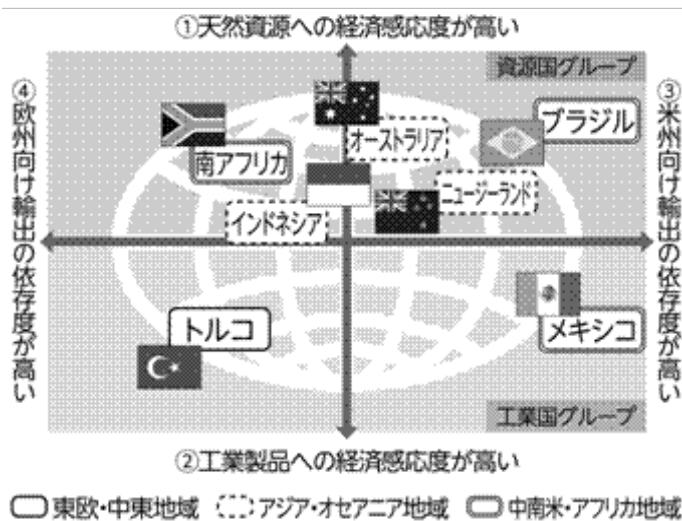 ①天然資源への経済感応度が高い
資源国グループ
④欧州向け輸出の依存度が高い
③米州向け輸出の依存度が高い
ブラジル
オーストラリア
南アフリカ
ニュージーランド
インドネシア
トルコ
メキシコ
工業国グループ
②工業製品への経済感応度が高い
東欧・中東地域 アジア・オセアニア地域 中南米・アフリカ地域